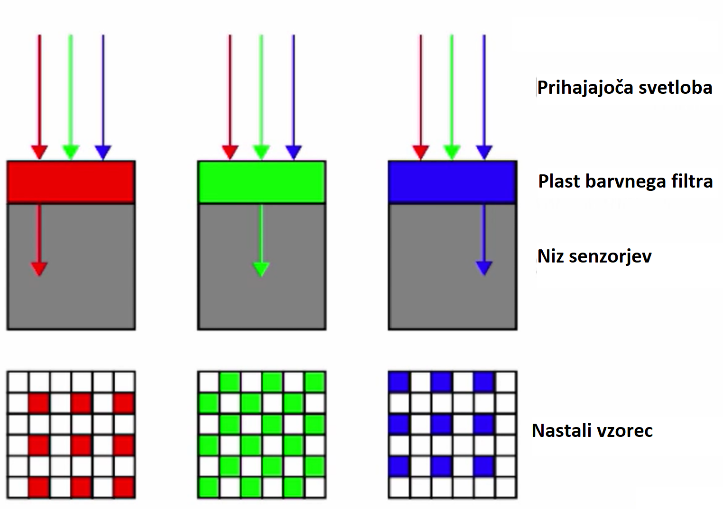 Prihajajoča svetloba
Plast barvnega filtra
Niz senzorjev
Nastali vzorec